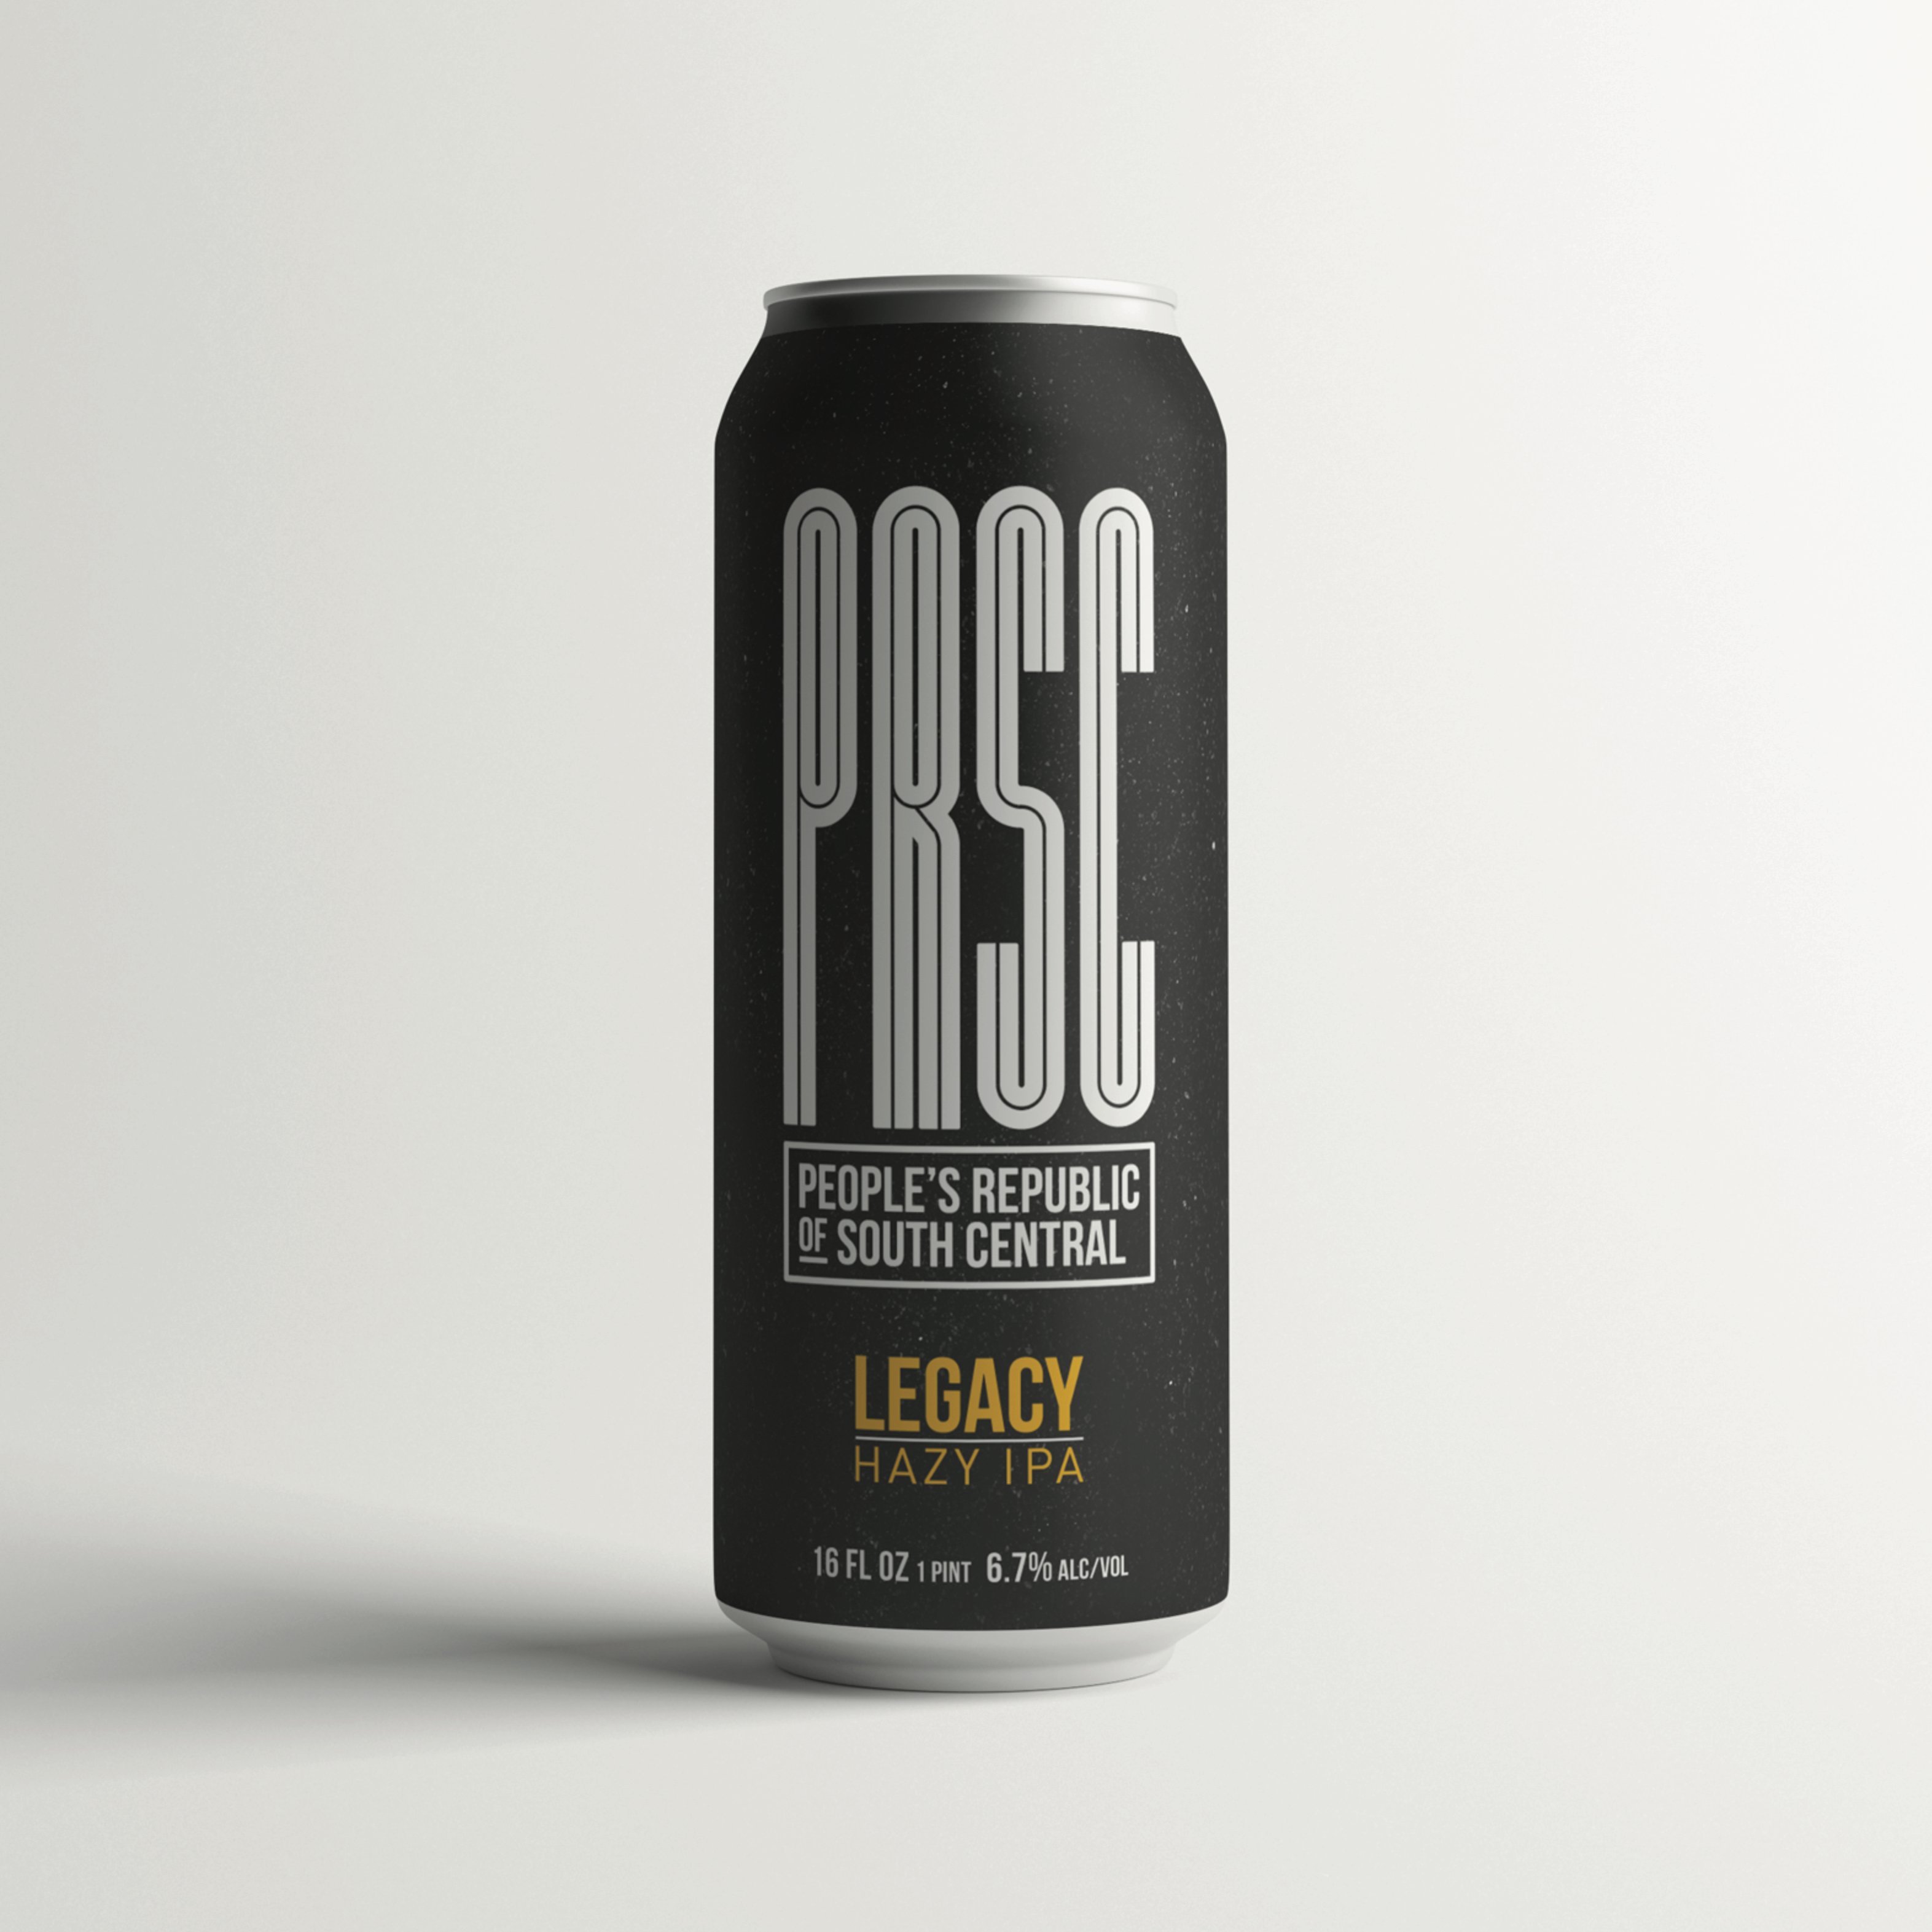 PRSC
PEOPLE'S REPUBLIC
OF SOUTH CENTRAL
LEGACY
HAZY IPA
16 FL OZ 1 PINT 6.7% ALC/VOL